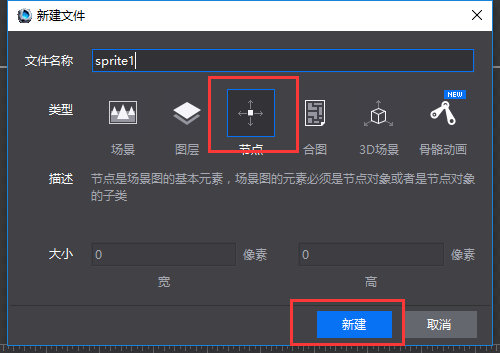 新建文件
文件名称 sprite1
类型
NEW
场景 图层 节点 合图 3D场景 骨骼动画
描述 节点是场景图的基本元素，场景图的元素必须是节点对象或者是节点对象
的子类
大小 0 像素 0 像素
宽 高
新建 取消